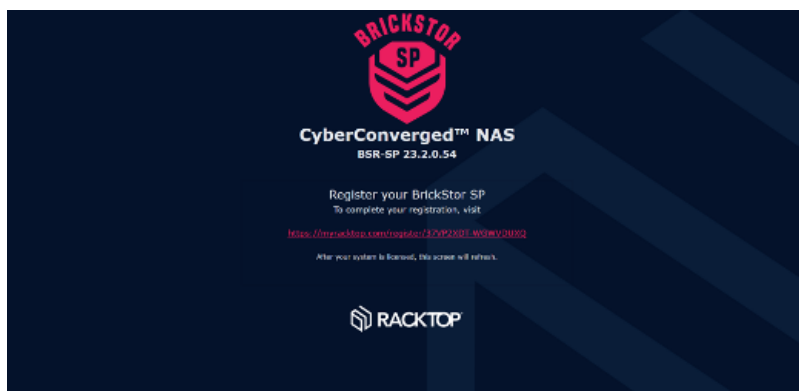 BRICKSTOR
SP
CyberConverged™ NAS
BSR-SP 23.2.0.54
Register your BrickStor SP
To complete your registration, visit
After your system is licensed, this screen will refresh.
RACKTOP